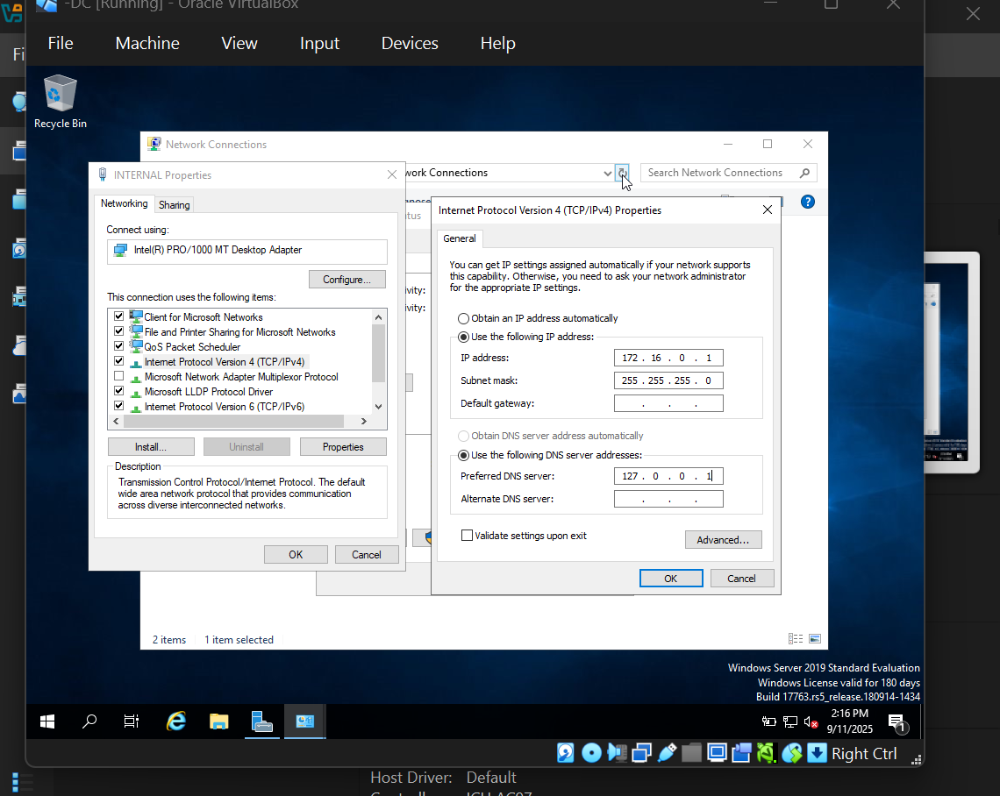 -DC [Running] - Oracle VirtualBox
File Machine View Input Devices Help
Fi
Recycle Bin
Network Connections
work Connections
Search Network Connections
INTERNAL Properties
Networking Sharing
Connect using:
Intel(R) PRO/1000 MT Desktop Adapter
Configure...
This connection uses the following items:
Client for Microsoft Networks
File and Printer Sharing for Microsoft Networks
QoS Packet Scheduler
Internet Protocol Version 4 (TCP/IPv4)
Microsoft Network Adapter Multiplexor Protocol
Microsoft LLDP Protocol Driver
Internet Protocol Version 6 (TCP/IPv6)
Install... Uninstall Properties
Description
Transmission Control Protocol/Internet Protocol. The default
wide area network protocol that provides communication
across diverse interconnected networks.
OK Cancel
tus
vity:
vity:
Internet Protocol Version 4 (TCP/IPv4) Properties
General
You can get IP settings assigned automatically if your network supports
this capability. Otherwise, you need to ask your network administrator
for the appropriate IP settings.
Obtain an IP address automatically
Use the following IP address:
IP address: 172 . 16 . 0 . 1
Subnet mask: 255 . 255 . 255 . 0
Default gateway: . . .
Obtain DNS server address automatically
Use the following DNS server addresses:
Preferred DNS server: 127 . 0 . 0 . 1
Alternate DNS server: . . .
Validate settings upon exit
Advanced...
OK Cancel
2 items 1 item selected
Windows Server 2019 Standard Evaluation
Windows License valid for 180 days
Build 17763.rs5_release.180914-1434
2:16 PM
9/11/2025
1
Right Ctrl
Host Driver: Default